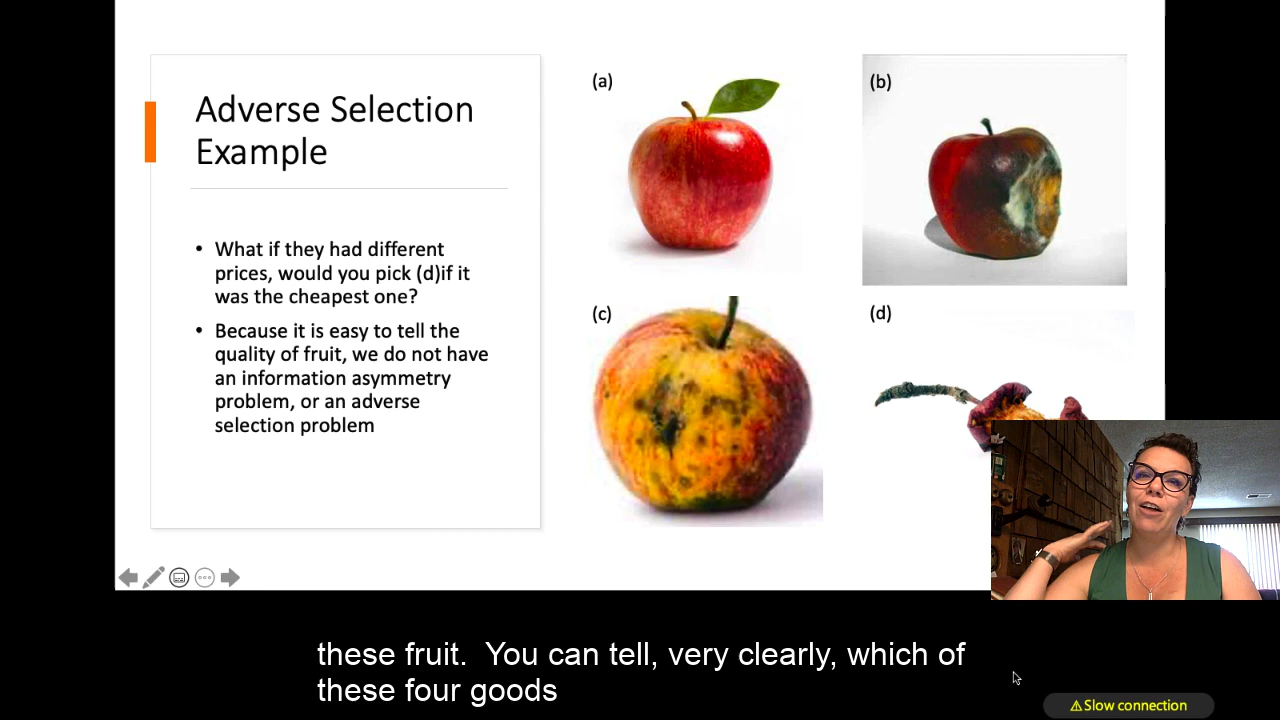 Adverse Selection
Example
• What if they had different
prices, would you pick (d)if it
was the cheapest one?
• Because it is easy to tell the
quality of fruit, we do not have
an information asymmetry
problem, or an adverse
selection problem
(a)
(b)
(c)
(d)
these fruit.  You can tell, very clearly, which of
these four goods
⚠Slow connection